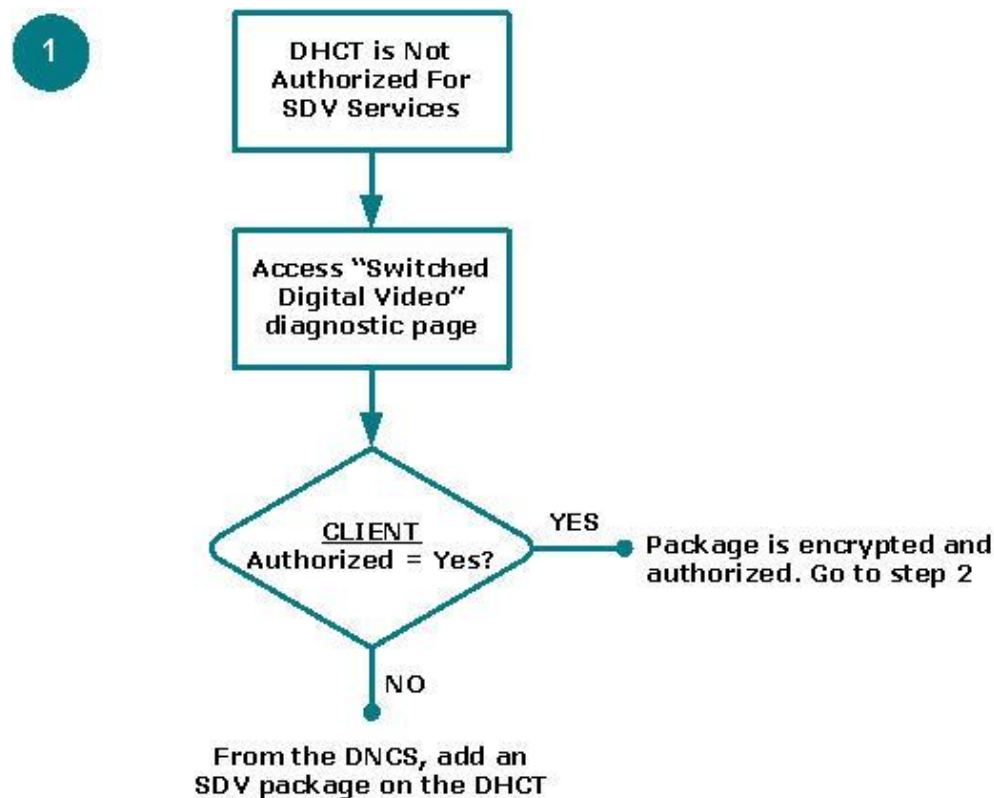 1
DHCT is Not
Authorized For
SDV Services
Access “Switched
Digital Video”
diagnostic page
CLIENT
Authorized = Yes?
YES
Package is encrypted and
authorized. Go to step 2
NO
From the DNCS, add an
SDV package on the DHCT